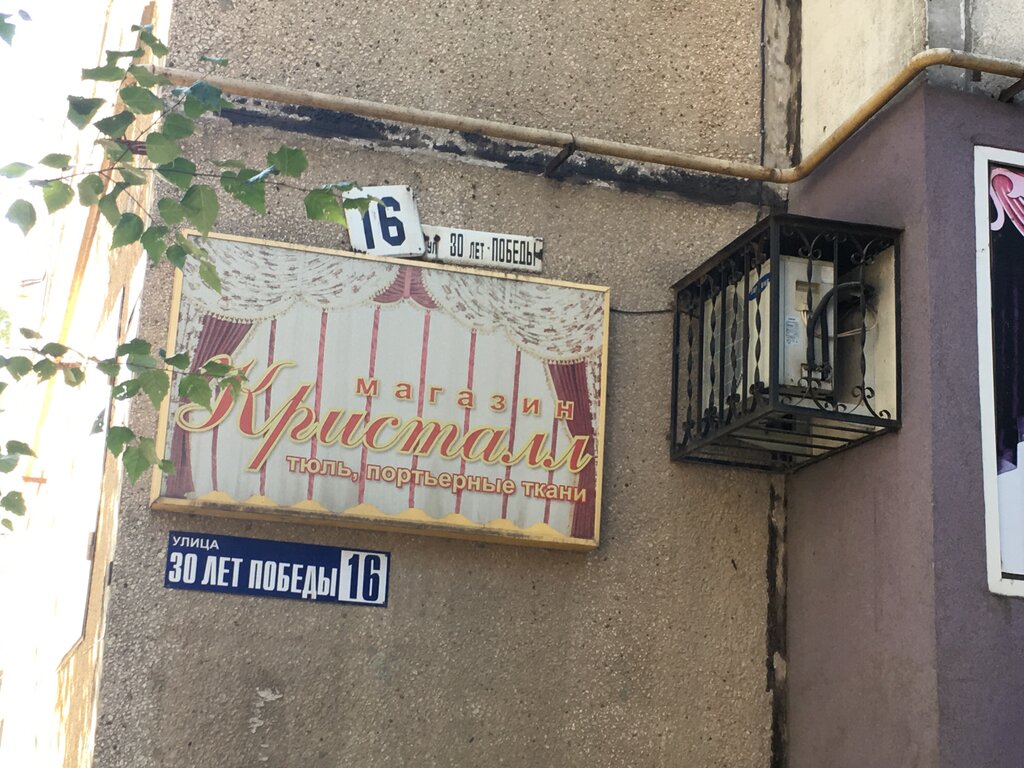 16
ул 30 лет Победы
магазин
Кристалл
тюль, портьерные ткани
УЛИЦА
30 ЛЕТ ПОБЕДЫ 16